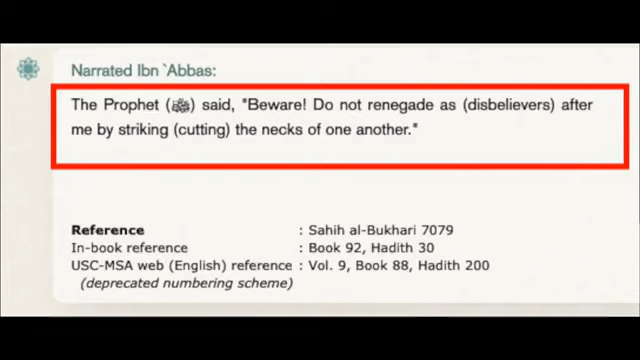 Narrated Ibn `Abbas:
The Prophet (ﷺ) said, "Beware! Do not renegade as (disbelievers) after
me by striking (cutting) the necks of one another."
Reference : Sahih al-Bukhari 7079
In-book reference : Book 92, Hadith 30
USC-MSA web (English) reference : Vol. 9, Book 88, Hadith 200
(deprecated numbering scheme)